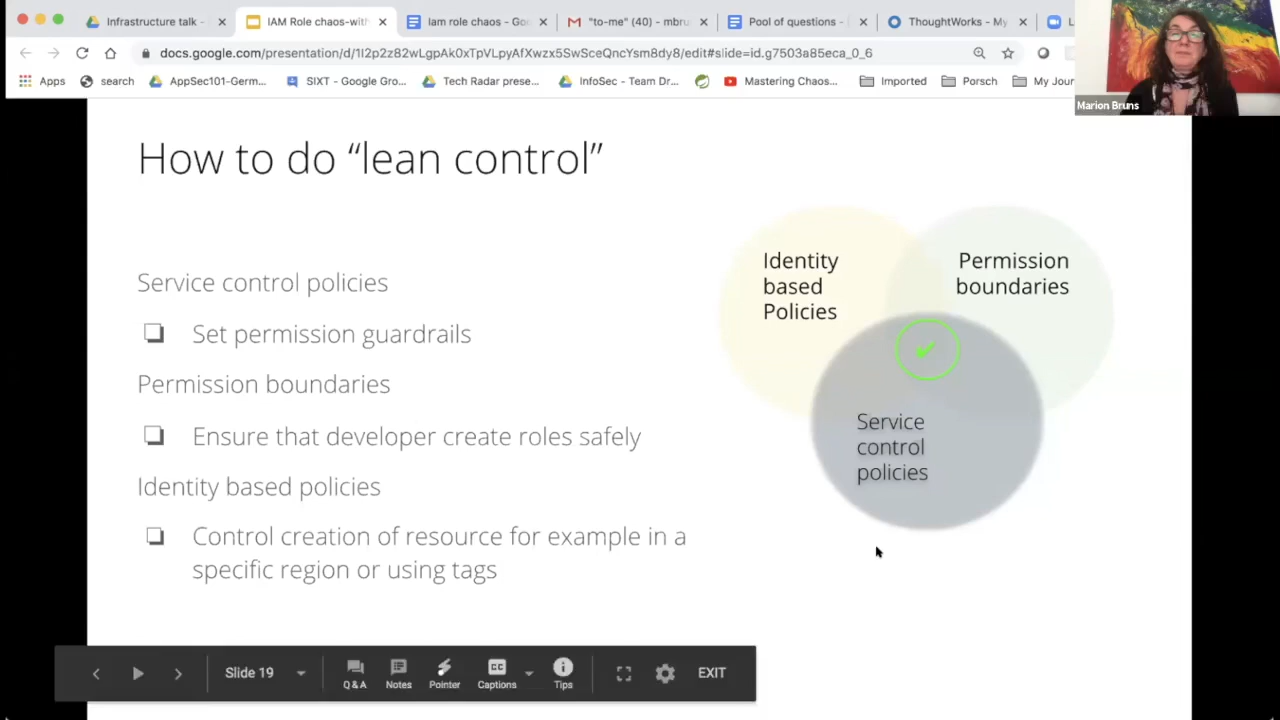 Infrastructure talk -
IAM Role chaos-with
Iam role chaos - Goo
"to-me" (40) - mbru
Pool of questions -
ThoughtWorks - My
docs.google.com/presentation/d/1I2p2z82wLgpAk0xTpVLpyAfXwzx5SwSceQncYsm8dy8/edit#slide=id.g7503a85eca_0_6
Apps
search
AppSec101-Germ...
SIXT - Google Gro...
Tech Radar prese...
InfoSec - Team Dr...
Mastering Chaos...
Imported
Porsch
My Jour
Marion Bruns
How to do “lean control”
Service control policies
Set permission guardrails
Permission boundaries
Ensure that developer create roles safely
Identity based policies
Control creation of resource for example in a
specific region or using tags
Identity
based
Policies
Permission
boundaries
Service
control
policies
Slide 19
Q & A
Notes
Pointer
CC
Captions
Tips
EXIT